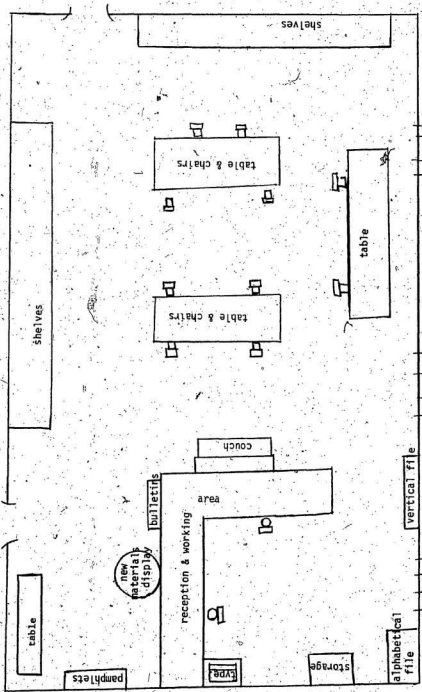 shelves
table & chairs
shelves
table
table & chairs
couch
bulletins
area
reception & working
vertical file
new
materials
display
table
pamphlets
type.
storage
alphabetical
file